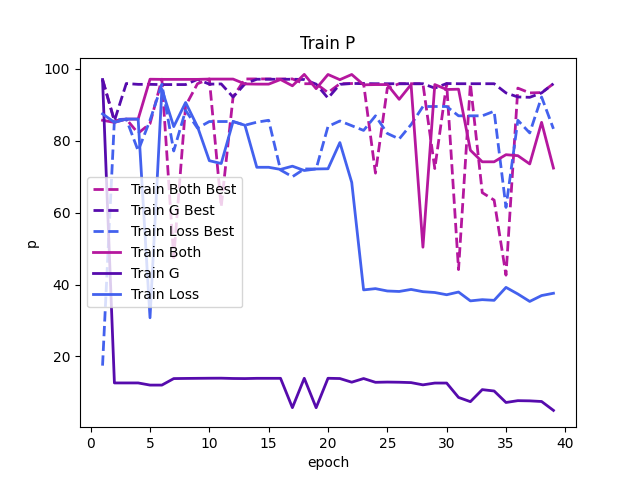 Train P
100
80
60
40
20
p
Train Both Best
Train G Best
Train Loss Best
Train Both
Train G
Train Loss
0 5 10 15 20 25 30 35 40
epoch